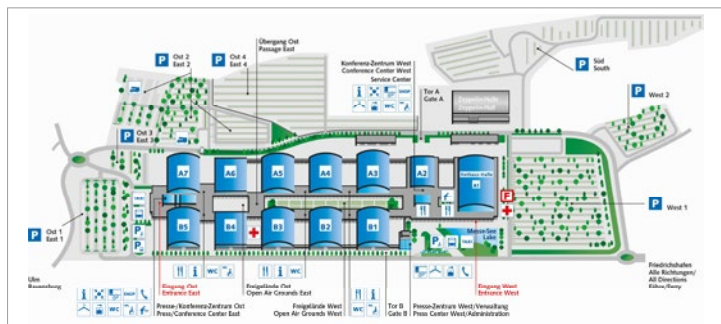 Übergang Ost
Passage East
Ost 2
East 2
Ost 4
East 4
Konferenz-Zentrum West
Conference Center West
Service Center
Süd
South
Tor A
Gate A
West 2
Ost 3
East 3
A7
A6
A5
A4
A3
A2
A1
B5
B4
B3
B2
B1
West 1
Ost 1
East 1
Messe-See
Lake
Ulm
Eingang Ost
Entrance East
Freigelände Ost
Open Air Grounds East
Eingang West
Entrance West
Friedrichshafen
Alle Richtungen/
All Directions
Presse-/Konferenz-Zentrum Ost
Press/Conference Center East
Freigelände West
Open Air Grounds West
Tor B
Gate B
Presse-Zentrum West/Verwaltung
Press Center West/Administration